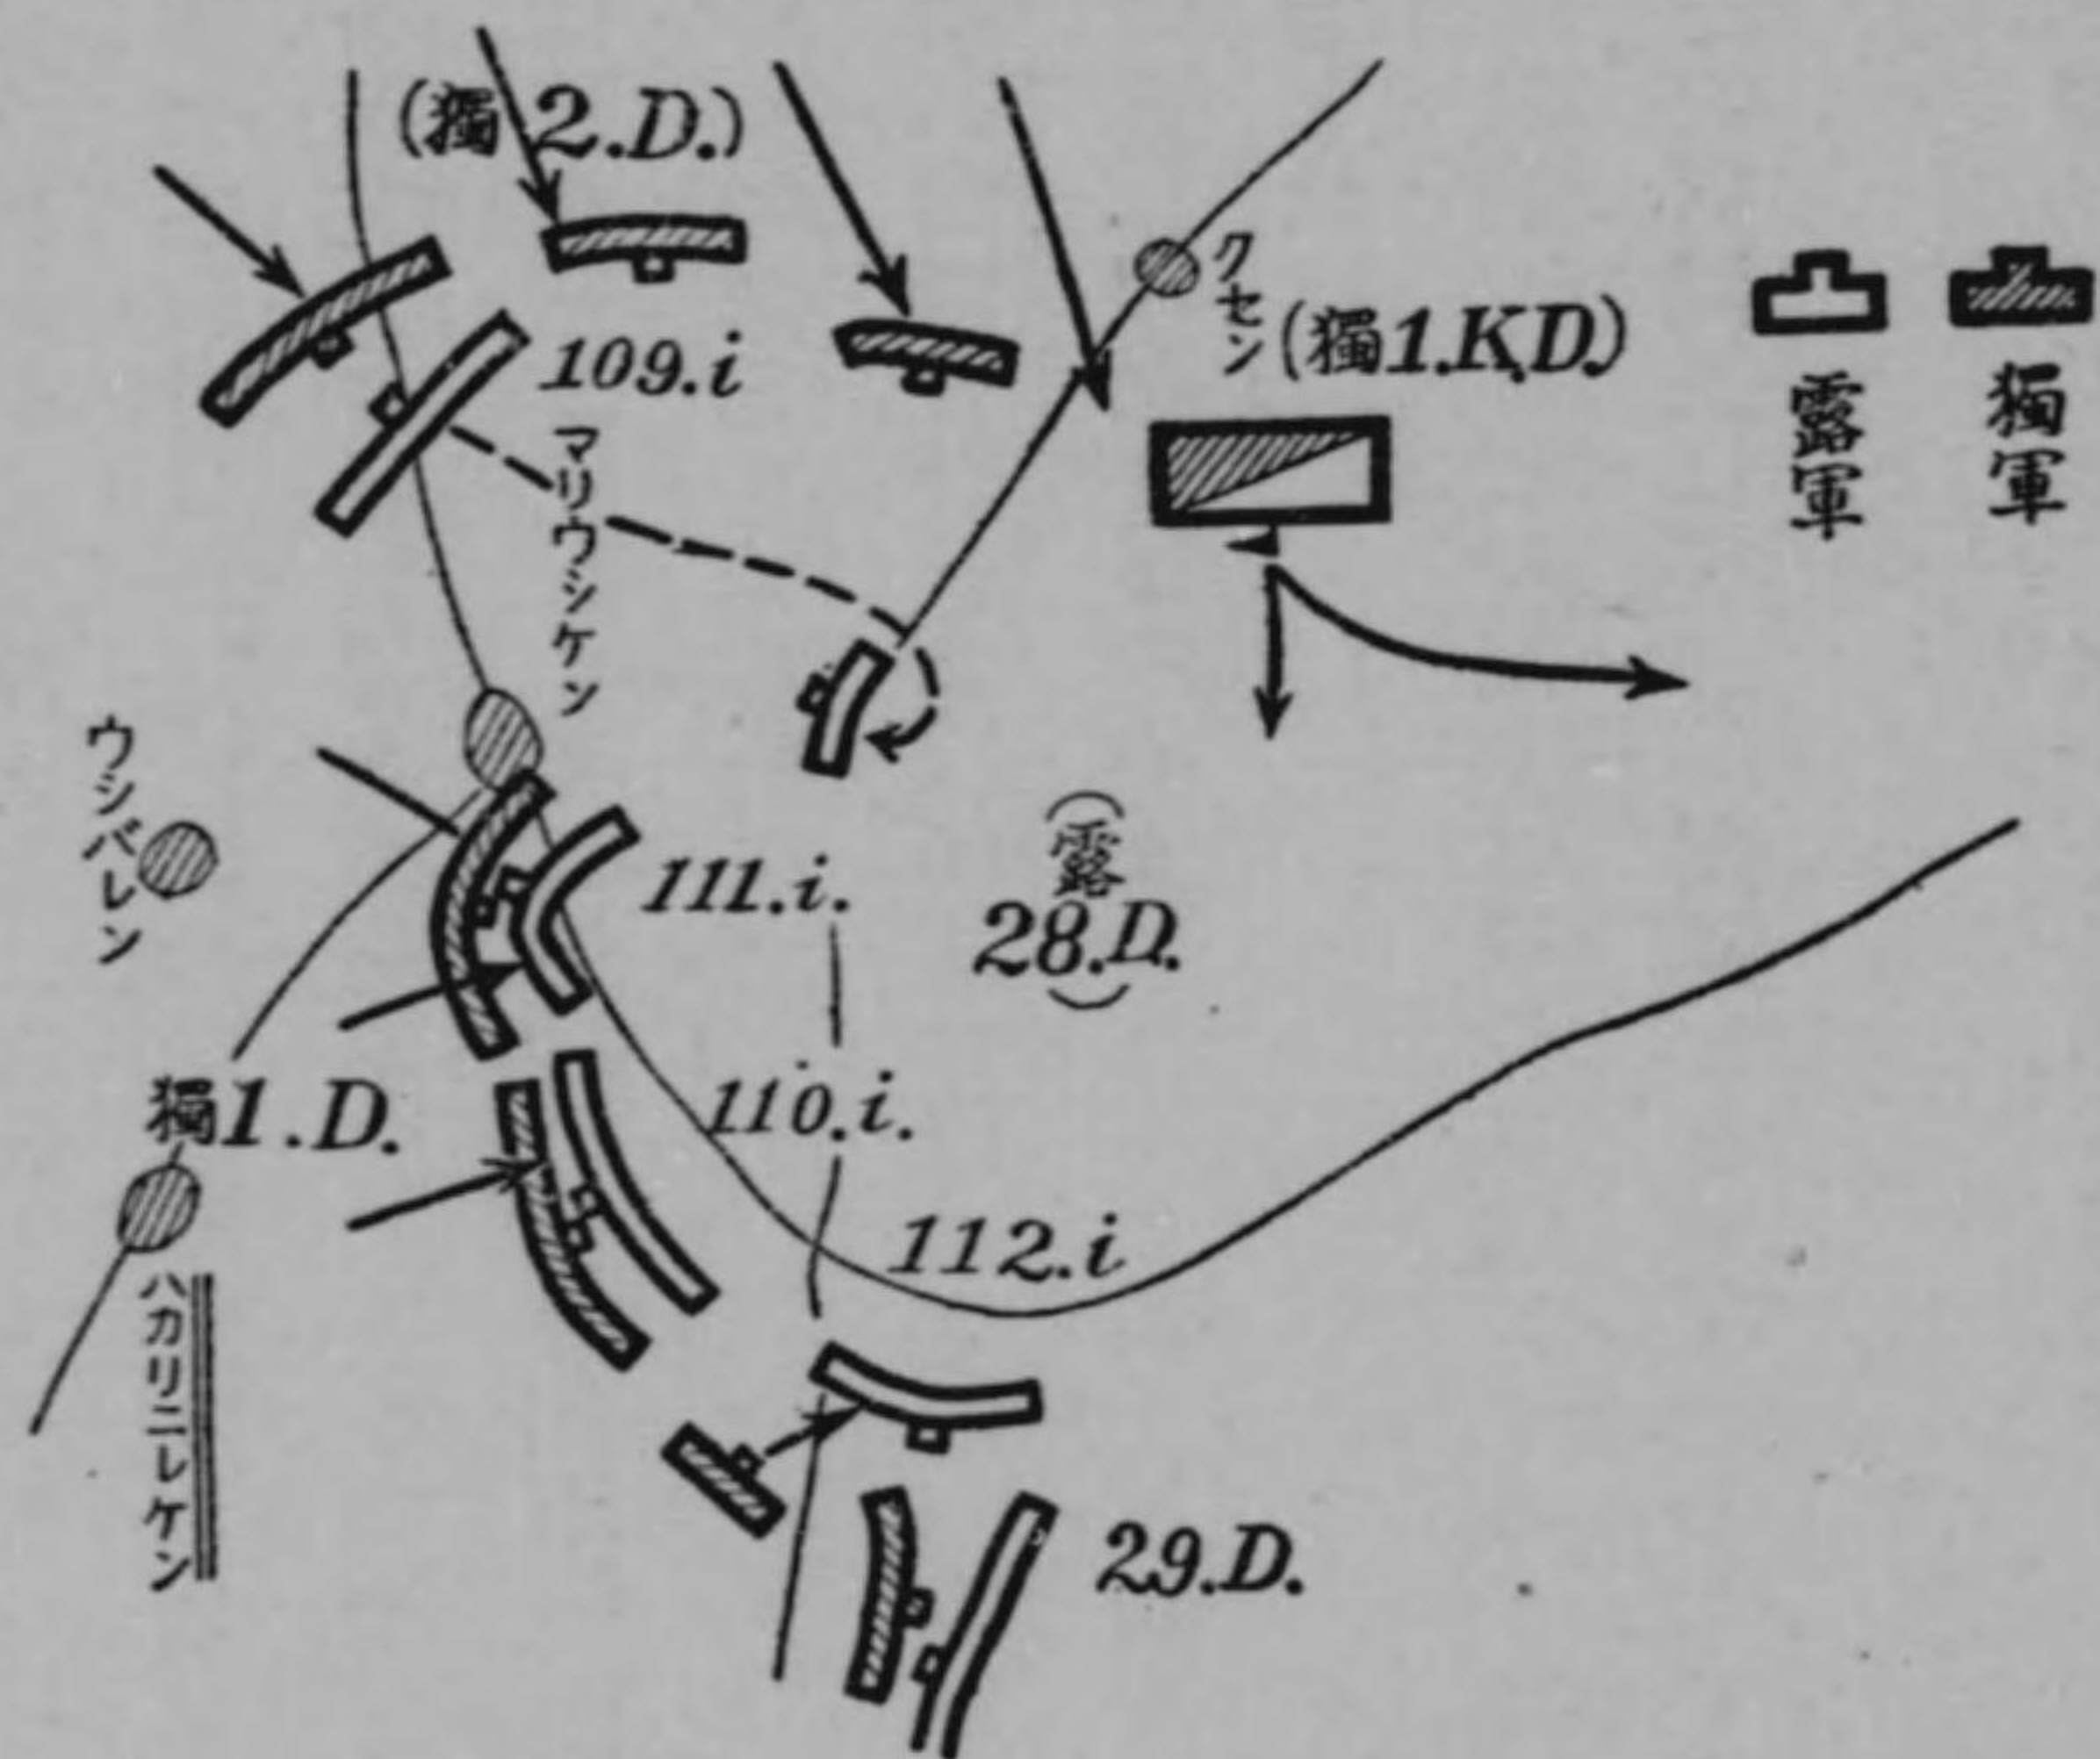 (獨 2.D.)
109.i
マリウシケン
クセン
(獨1.K.D.)
露軍
獨軍
ウシバレン
111.i.
(露)
28.D.
獨1.D.
110.i.
ハカリニレケン
112.i
29.D.